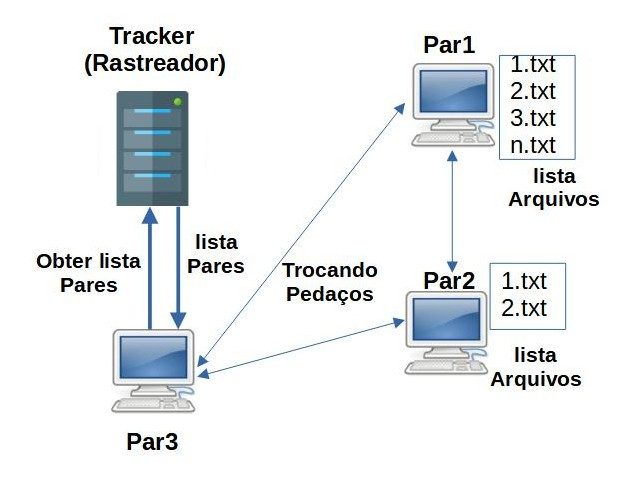 Tracker
(Rastreador)
Par1
1.txt
2.txt
3.txt
n.txt
lista
Arquivos
Obter lista
Pares
lista
Pares
Trocando
Pedaços
Par2
1.txt
2.txt
lista
Arquivos
Par3